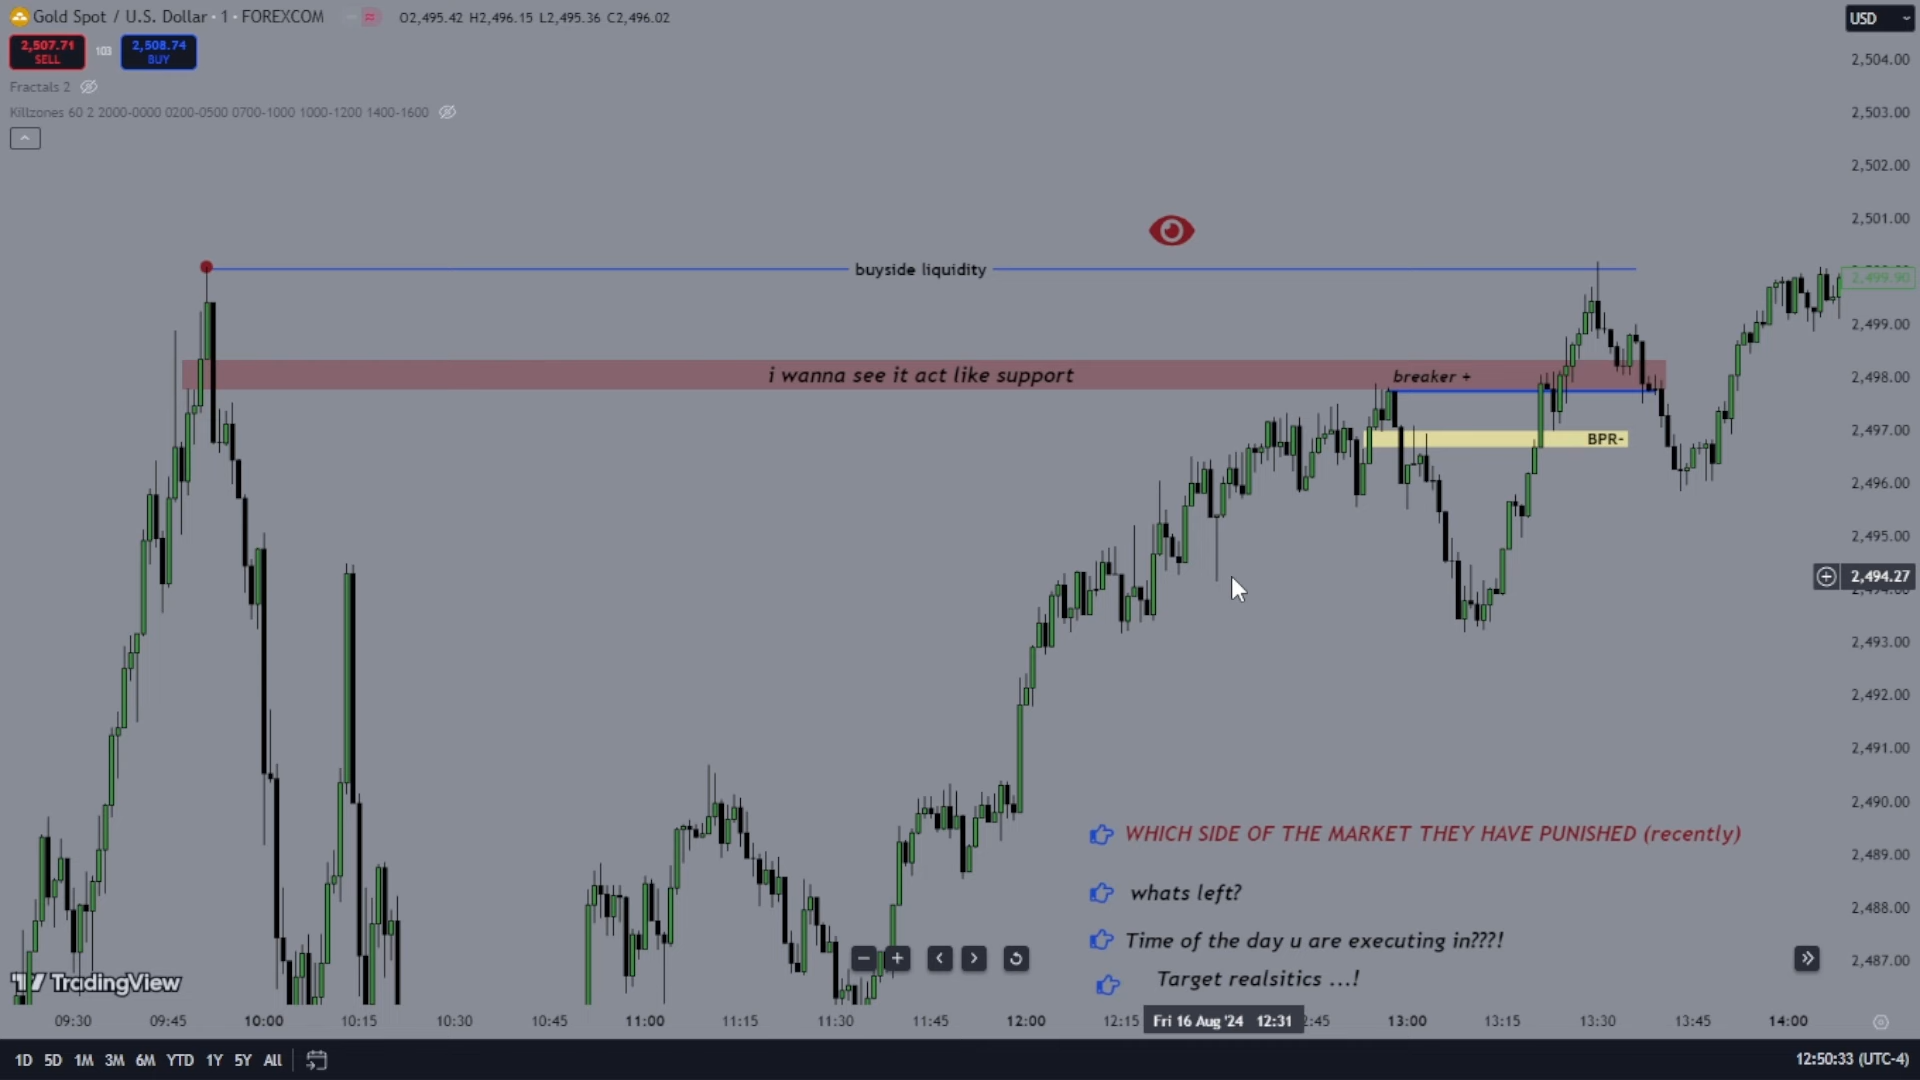 Gold Spot / U.S. Dollar · 1 · FOREXCOM O2,495.42 H2,496.15 L2,495.36 C2,496.02
USD
2,507.71 SELL 103 2,508.74 BUY
Fractals 2
Killzones 60 2 2000-0000 0200-0500 0700-1000 1000-1200 1400-1600
2,504.00
2,503.00
2,502.00
2,501.00
buyside liquidity
2,499.90
2,499.00
i wanna see it act like support
breaker +
2,498.00
2,497.00
BPR-
2,496.00
2,495.00
2,494.27
2,493.00
2,492.00
2,491.00
2,490.00
WHICH SIDE OF THE MARKET THEY HAVE PUNISHED (recently)
2,489.00
whats left?
2,488.00
Time of the day u are executing in???!
2,487.00
Target realsitics ...!
TradingView
09:30 09:45 10:00 10:15 10:30 10:45 11:00 11:15 11:30 11:45 12:00 12:15 Fri 16 Aug '24 12:31 2:45 13:00 13:15 13:30 13:45 14:00
1D 5D 1M 3M 6M YTD 1Y 5Y All
12:50:33 (UTC-4)